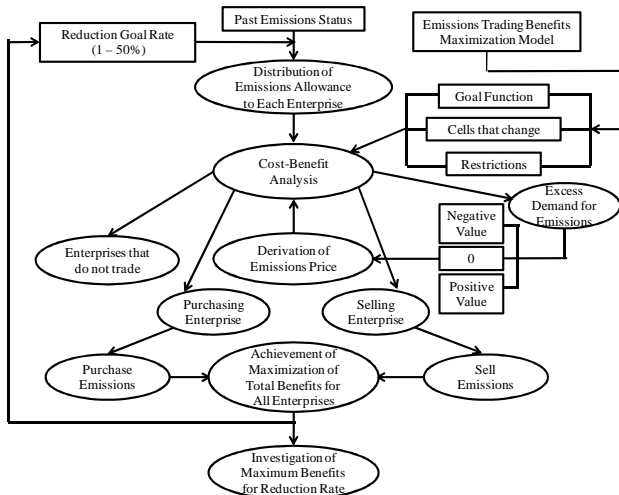 Past Emissions Status
Reduction Goal Rate
(1 – 50%)
Emissions Trading Benefits
Maximization Model
Distribution of
Emissions Allowance
to Each Enterprise
Goal Function
Cells that change
Restrictions
Cost-Benefit
Analysis
Excess
Demand for
Emissions
Negative
Value
0
Positive
Value
Enterprises that
do not trade
Derivation of
Emissions Price
Purchasing
Enterprise
Selling
Enterprise
Purchase
Emissions
Achievement of
Maximization of
Total Benefits for
All Enterprises
Sell
Emissions
Investigation of
Maximum Benefits
for Reduction Rate